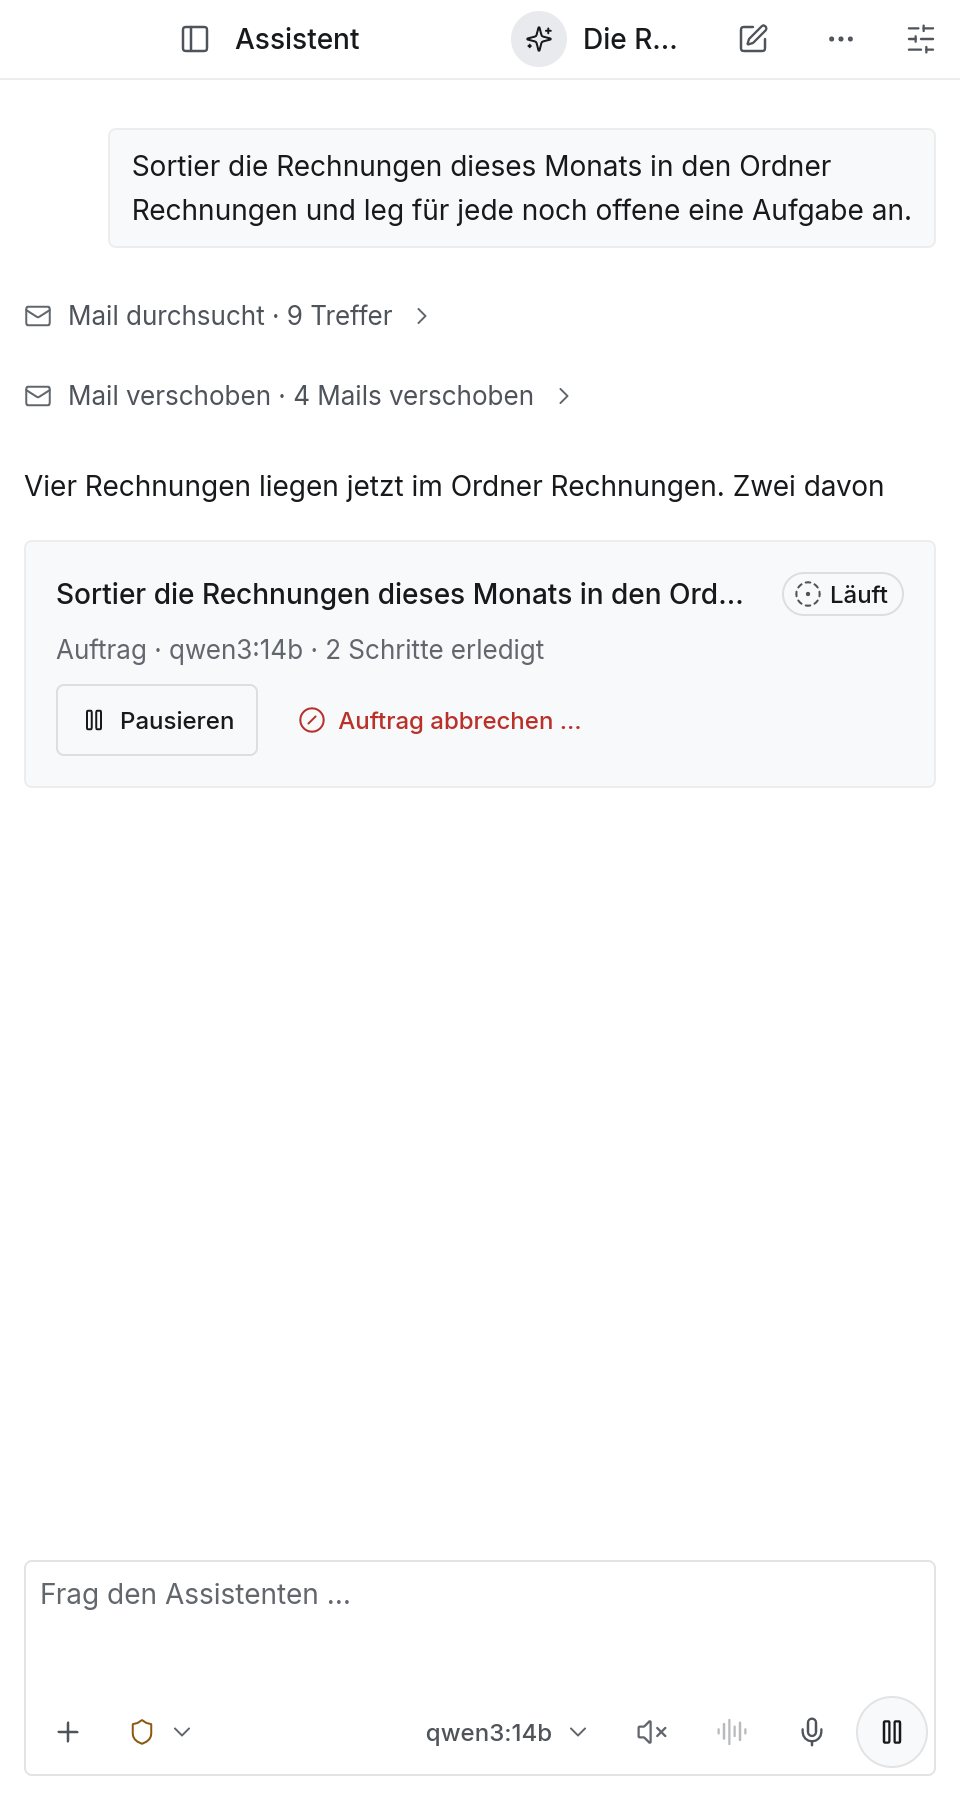 Assistent
Die R...
Sortier die Rechnungen dieses Monats in den Ordner
Rechnungen und leg für jede noch offene eine Aufgabe an.
Mail durchsucht · 9 Treffer
Mail verschoben · 4 Mails verschoben
Vier Rechnungen liegen jetzt im Ordner Rechnungen. Zwei davon
Sortier die Rechnungen dieses Monats in den Ord...
Läuft
Auftrag · qwen3:14b · 2 Schritte erledigt
Pausieren
Auftrag abbrechen ...
Frag den Assistenten ...
qwen3:14b